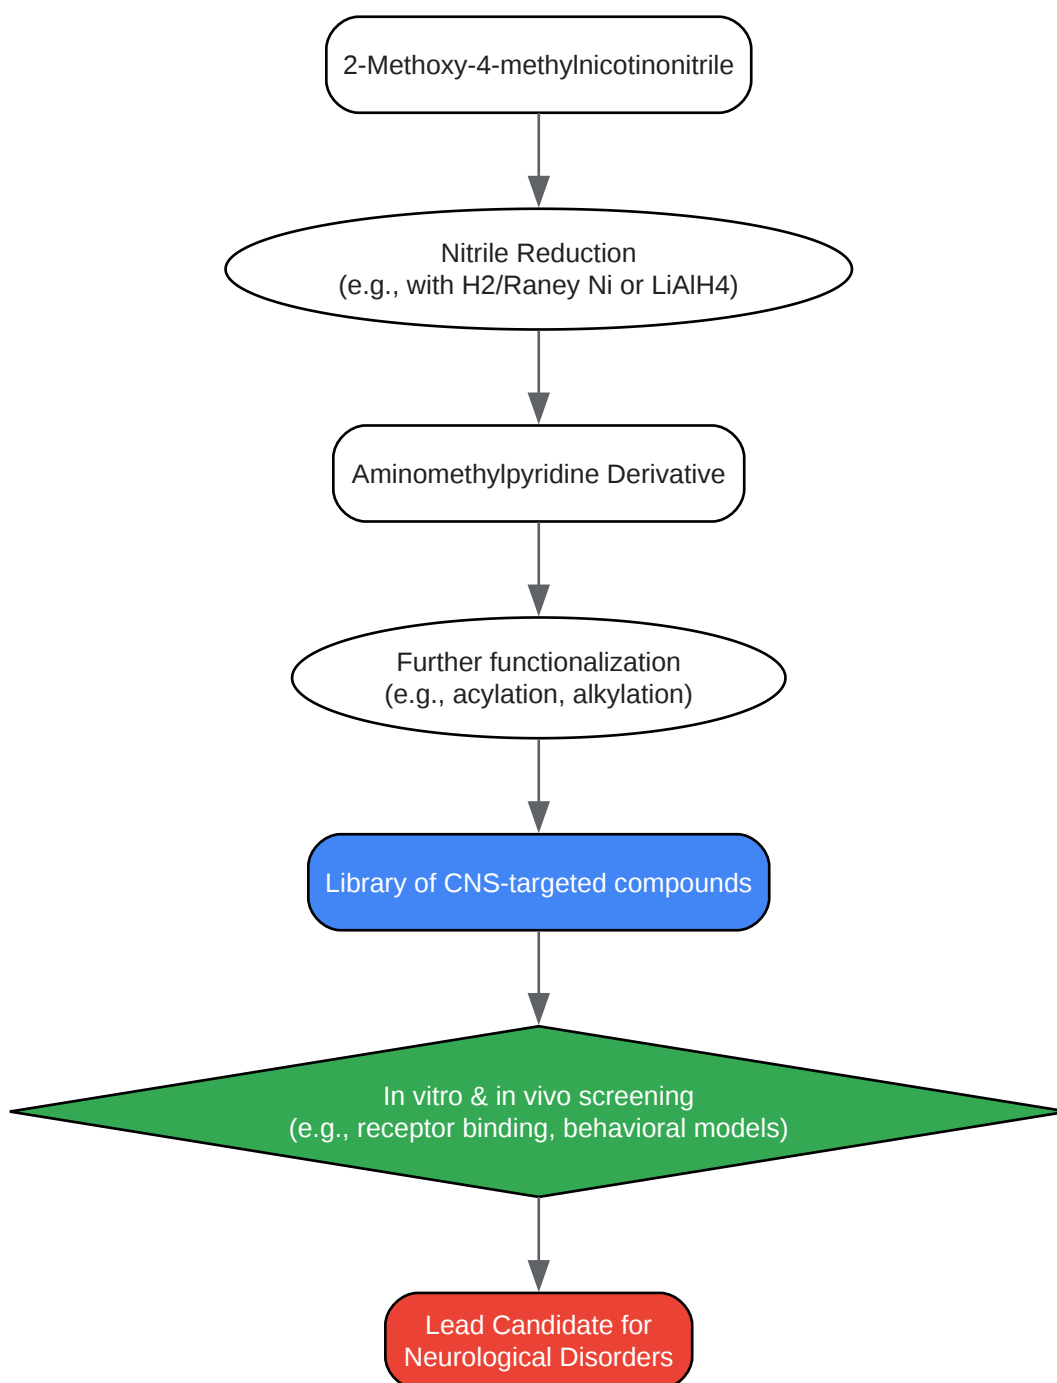 2-Methoxy-4-methylnicotinonitrile
Nitrile Reduction
(e.g., with H2/Raney Ni or LiAlH4)
Aminomethylpyridine Derivative
Further functionalization
(e.g., acylation, alkylation)
Library of CNS-targeted compounds
In vitro & in vivo screening
(e.g., receptor binding, behavioral models)
Lead Candidate for
Neurological Disorders